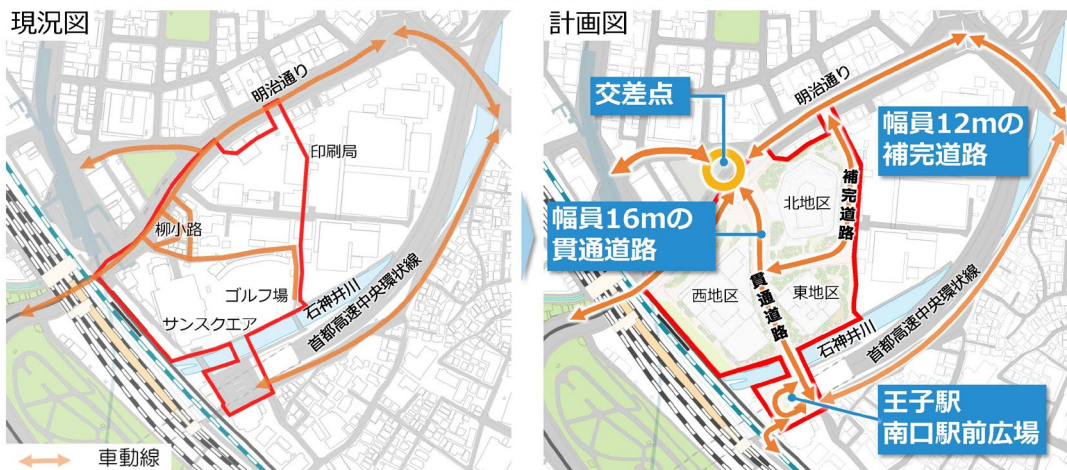 現況図
明治通り
印刷局
柳小路
ゴルフ場
サンスクエア
石神井川
首都高速中央環状線
車動線
計画図
明治通り
交差点
幅員12mの
補完道路
北地区
補完道路
幅員16mの
貫通道路
西地区
貫通道路
東地区
石神井川
首都高速中央環状線
王子駅
南口駅前広場